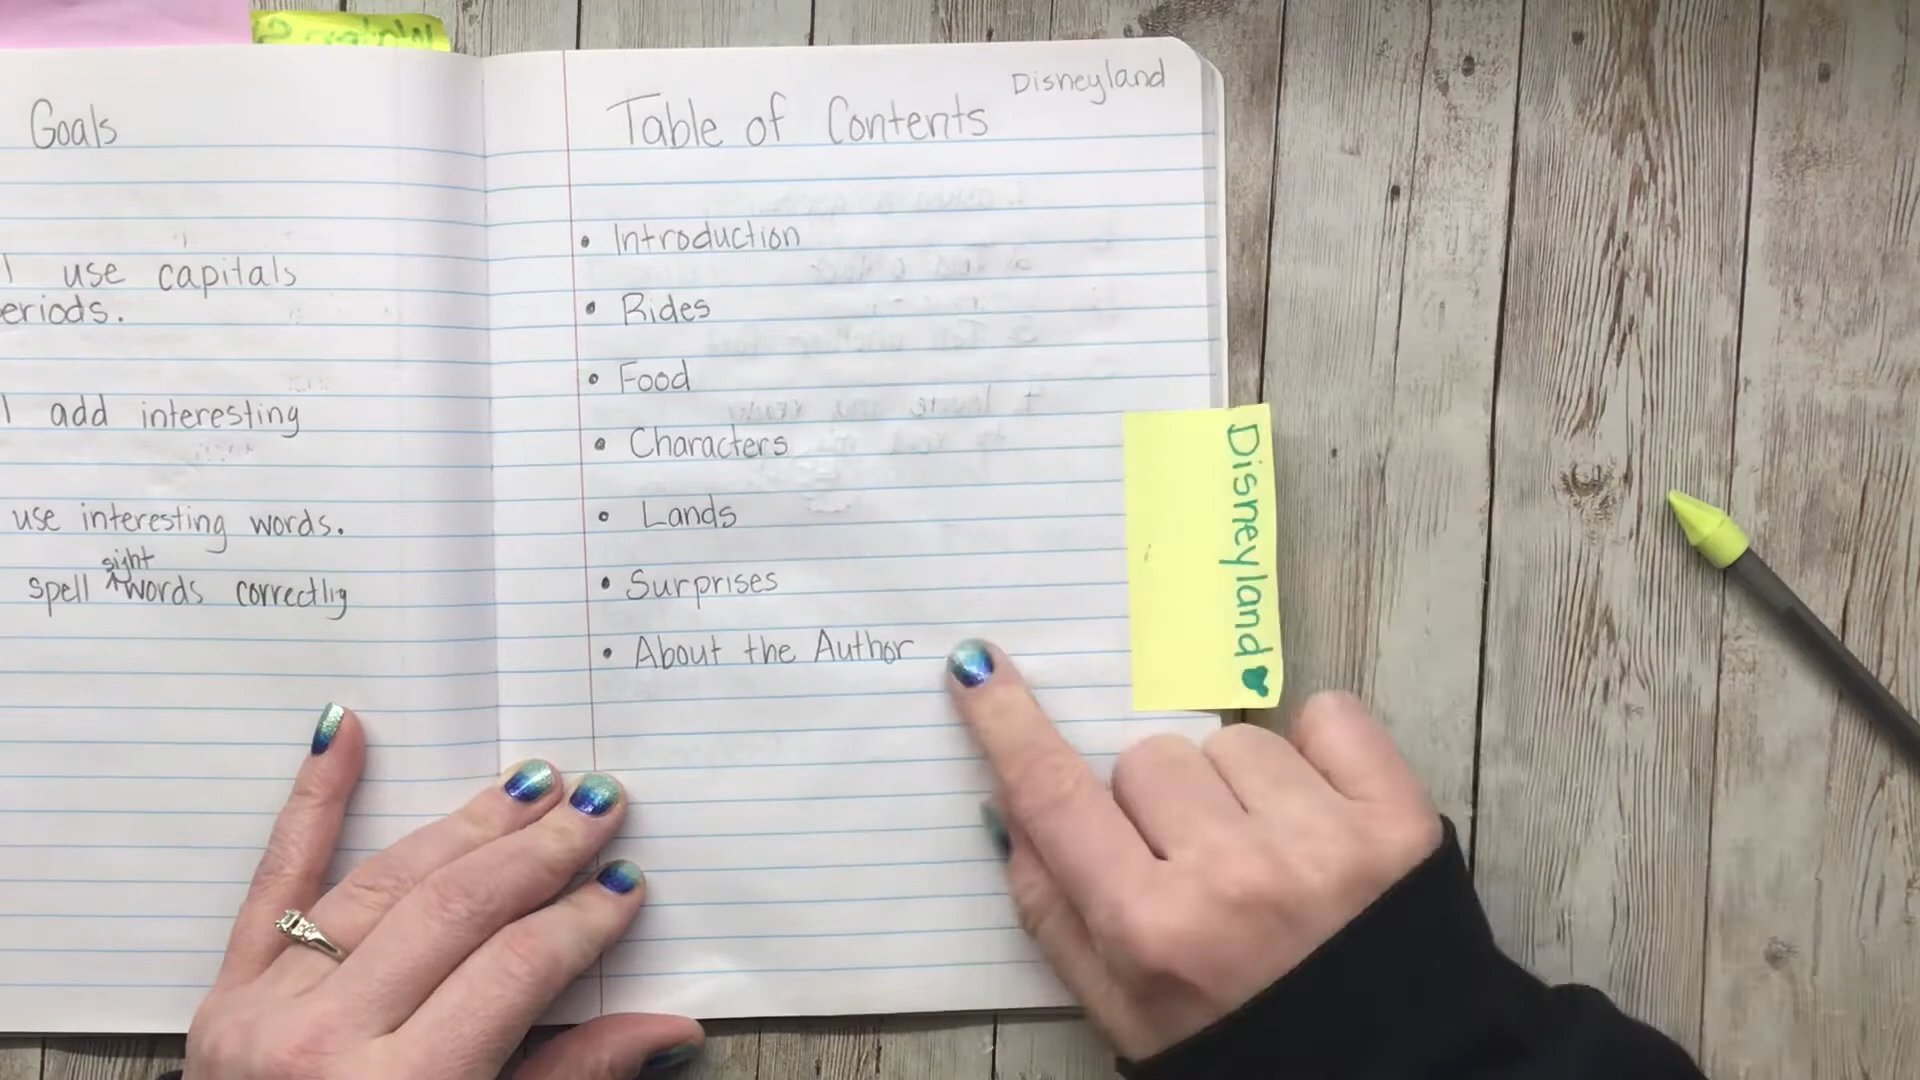 Goals
I use capitals
eriods.
I add interesting
use interesting words.
sight
spell words correctly
Disneyland
Table of Contents
• Introduction
• Rides
• Food
• Characters
• Lands
• Surprises
• About the Author
Disneyland